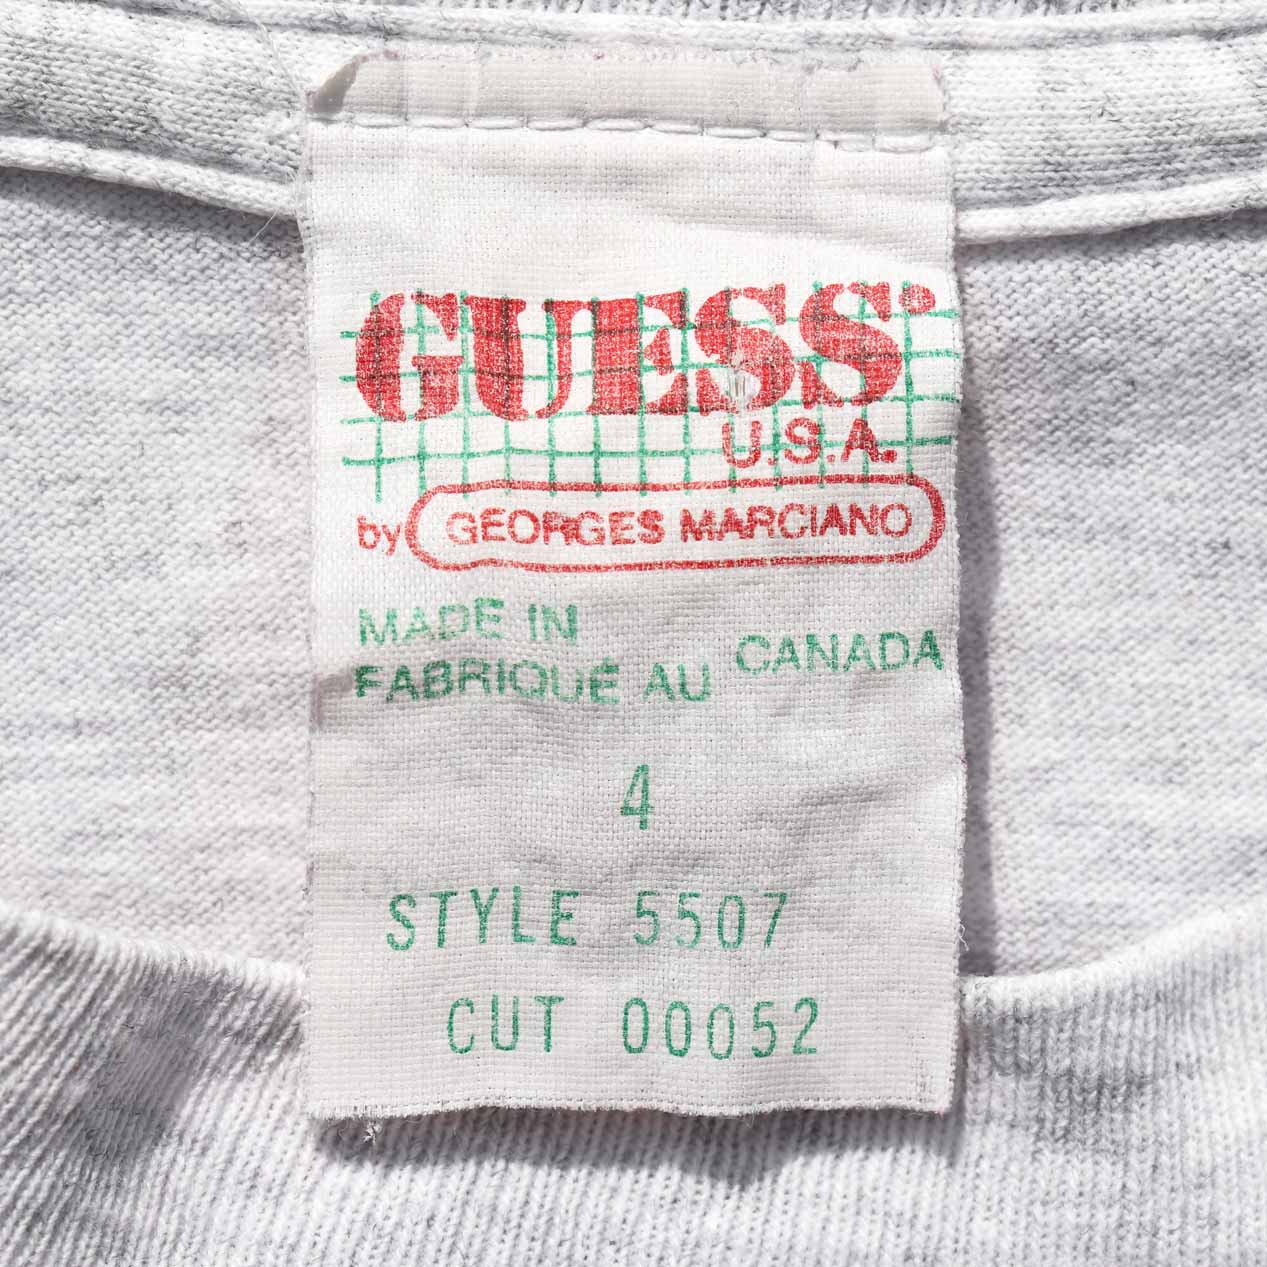 GUESS
U.S.A.
by GEORGES MARCIANO
MADE IN
FABRIQUÉ AU CANADA
4
STYLE 5507
CUT 00052